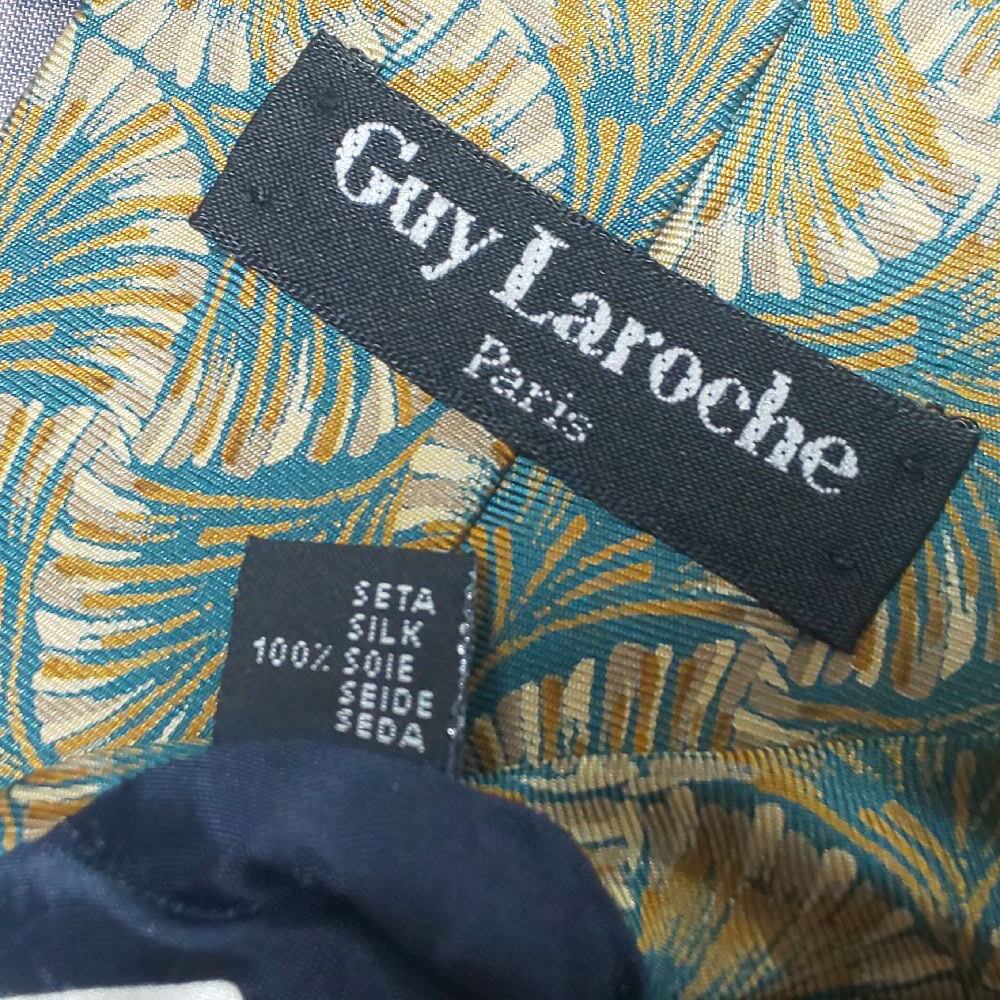 Guy Laroche
Paris
SETA
SILK
100% SOIE
SEIDE
SEDA